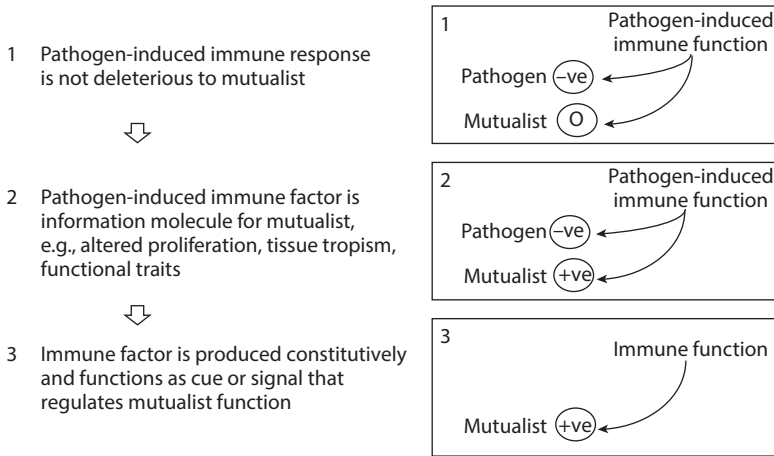 1 Pathogen-induced immune response
is not deleterious to mutualist
1
Pathogen-induced
immune function
Pathogen –ve
Mutualist O
2 Pathogen-induced immune factor is
information molecule for mutualist,
e.g., altered proliferation, tissue tropism,
functional traits
2
Pathogen-induced
immune function
Pathogen –ve
Mutualist +ve
3 Immune factor is produced constitutively
and functions as cue or signal that
regulates mutualist function
3
Immune function
Mutualist +ve